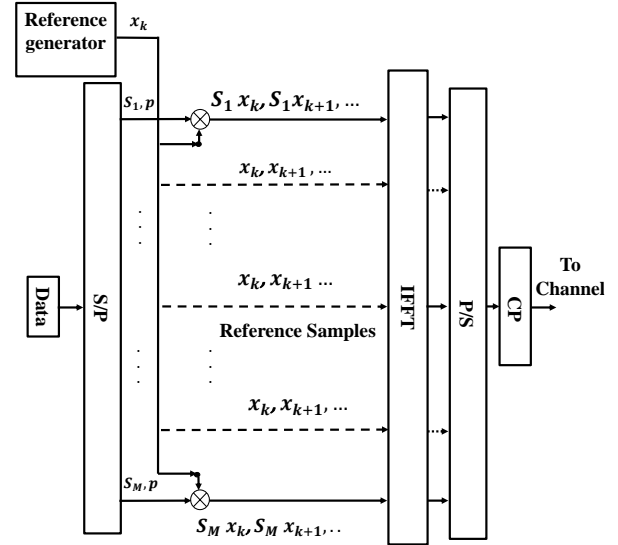 Reference
generator
x_k
S_1, p
S_1 x_k, S_1 x_{k+1}, ...
x_k, x_{k+1}, ...
x_k, x_{k+1} ...
Reference Samples
x_k, x_{k+1}, ...
S_M, p
S_M x_k, S_M x_{k+1}, ..
Data
S/P
IFFT
P/S
CP
To
Channel